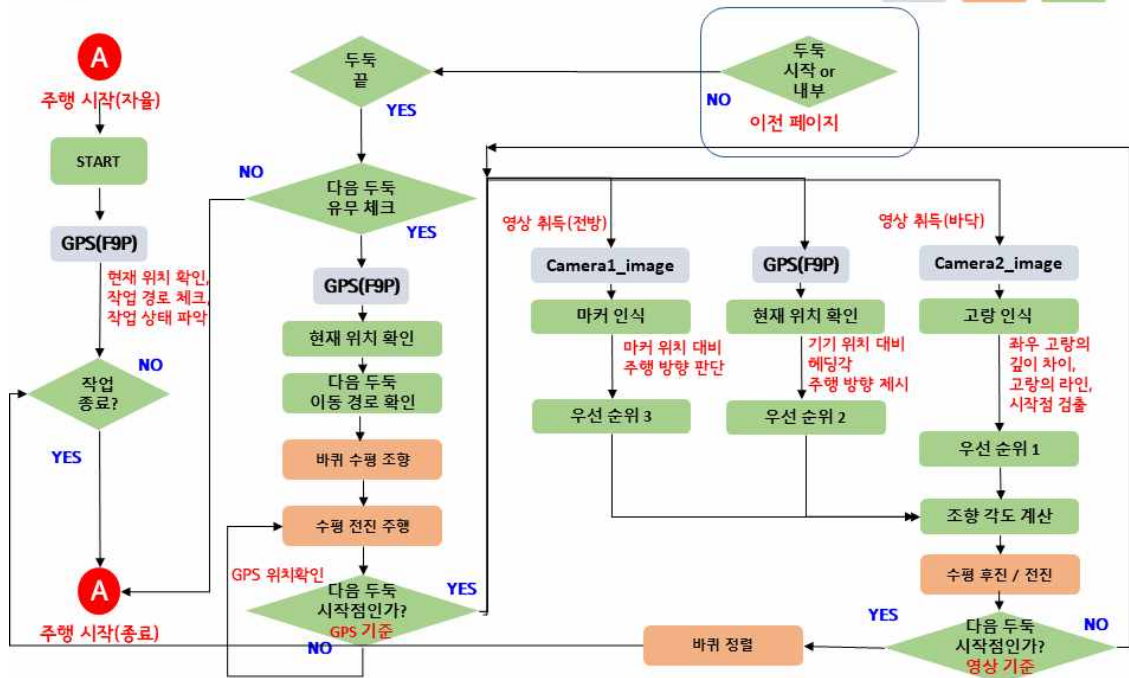 A
주행 시작(자율)
START
GPS(F9P)
현재 위치 확인,
작업 경로 체크,
작업 상태 파악
작업
종료?
NO
YES
A
주행 시작(종료)
두둑
끝
YES
두둑
시작 or
내부
NO
이전 페이지
다음 두둑
유무 체크
NO
YES
GPS(F9P)
현재 위치 확인
다음 두둑
이동 경로 확인
바퀴 수평 조향
수평 전진 주행
GPS 위치확인
다음 두둑
시작점인가?
GPS 기준
YES
NO
영상 취득(전방)
Camera1_image
마커 인식
마커 위치 대비
주행 방향 판단
우선 순위 3
GPS(F9P)
현재 위치 확인
기기 위치 대비
헤딩각
주행 방향 제시
우선 순위 2
영상 취득(바닥)
Camera2_image
고랑 인식
좌우 고랑의
깊이 차이,
고랑의 라인,
시작점 검출
우선 순위 1
조향 각도 계산
수평 후진 / 전진
다음 두둑
시작점인가?
영상 기준
YES
NO
바퀴 정렬